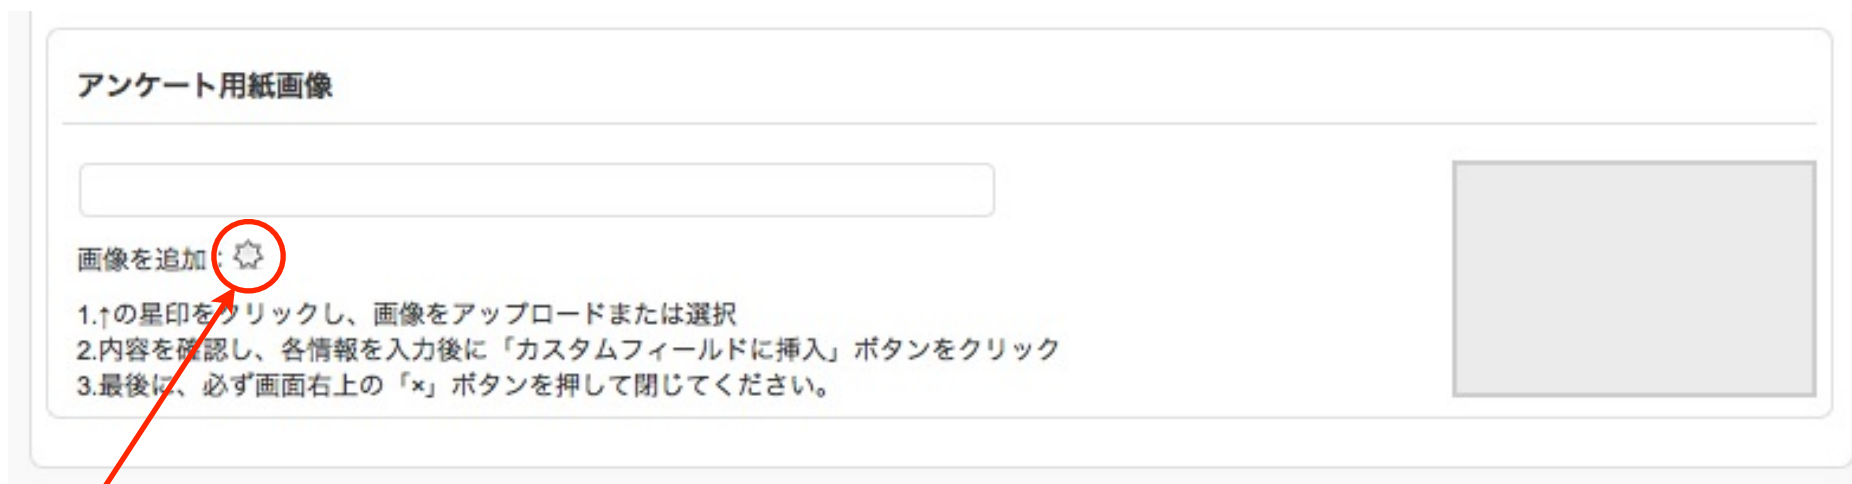 アンケート用紙画像
画像を追加 :
1.↑の星印をクリックし、画像をアップロードまたは選択
2.内容を確認し、各情報を入力後に「カスタムフィールドに挿入」ボタンをクリック
3.最後に、必ず画面右上の「×」ボタンを押して閉じてください。